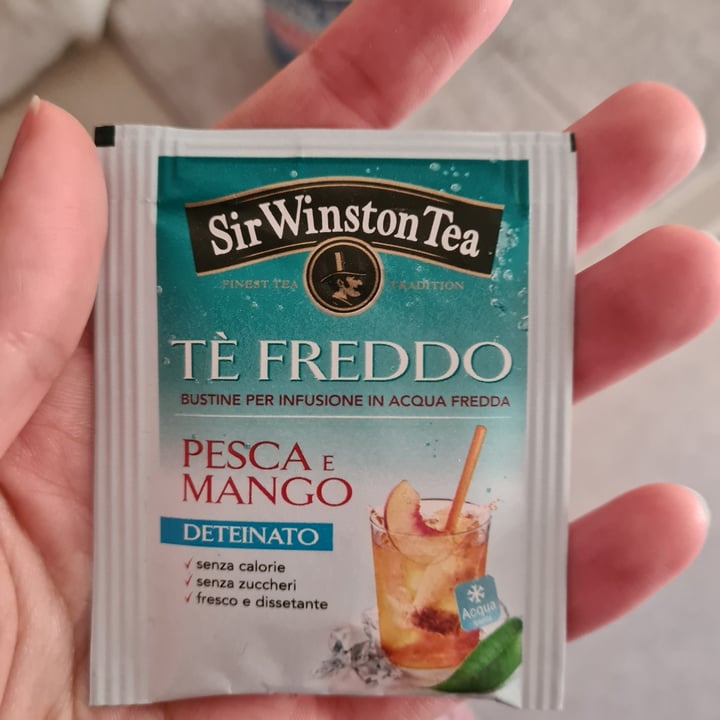 Sir Winston Tea
FINEST TEA TRADITION
TÈ FREDDO
BUSTINE PER INFUSIONE IN ACQUA FREDDA
PESCA E
MANGO
DETEINATO
✓ senza calorie
✓ senza zuccheri
✓ fresco e dissetante
Acqua